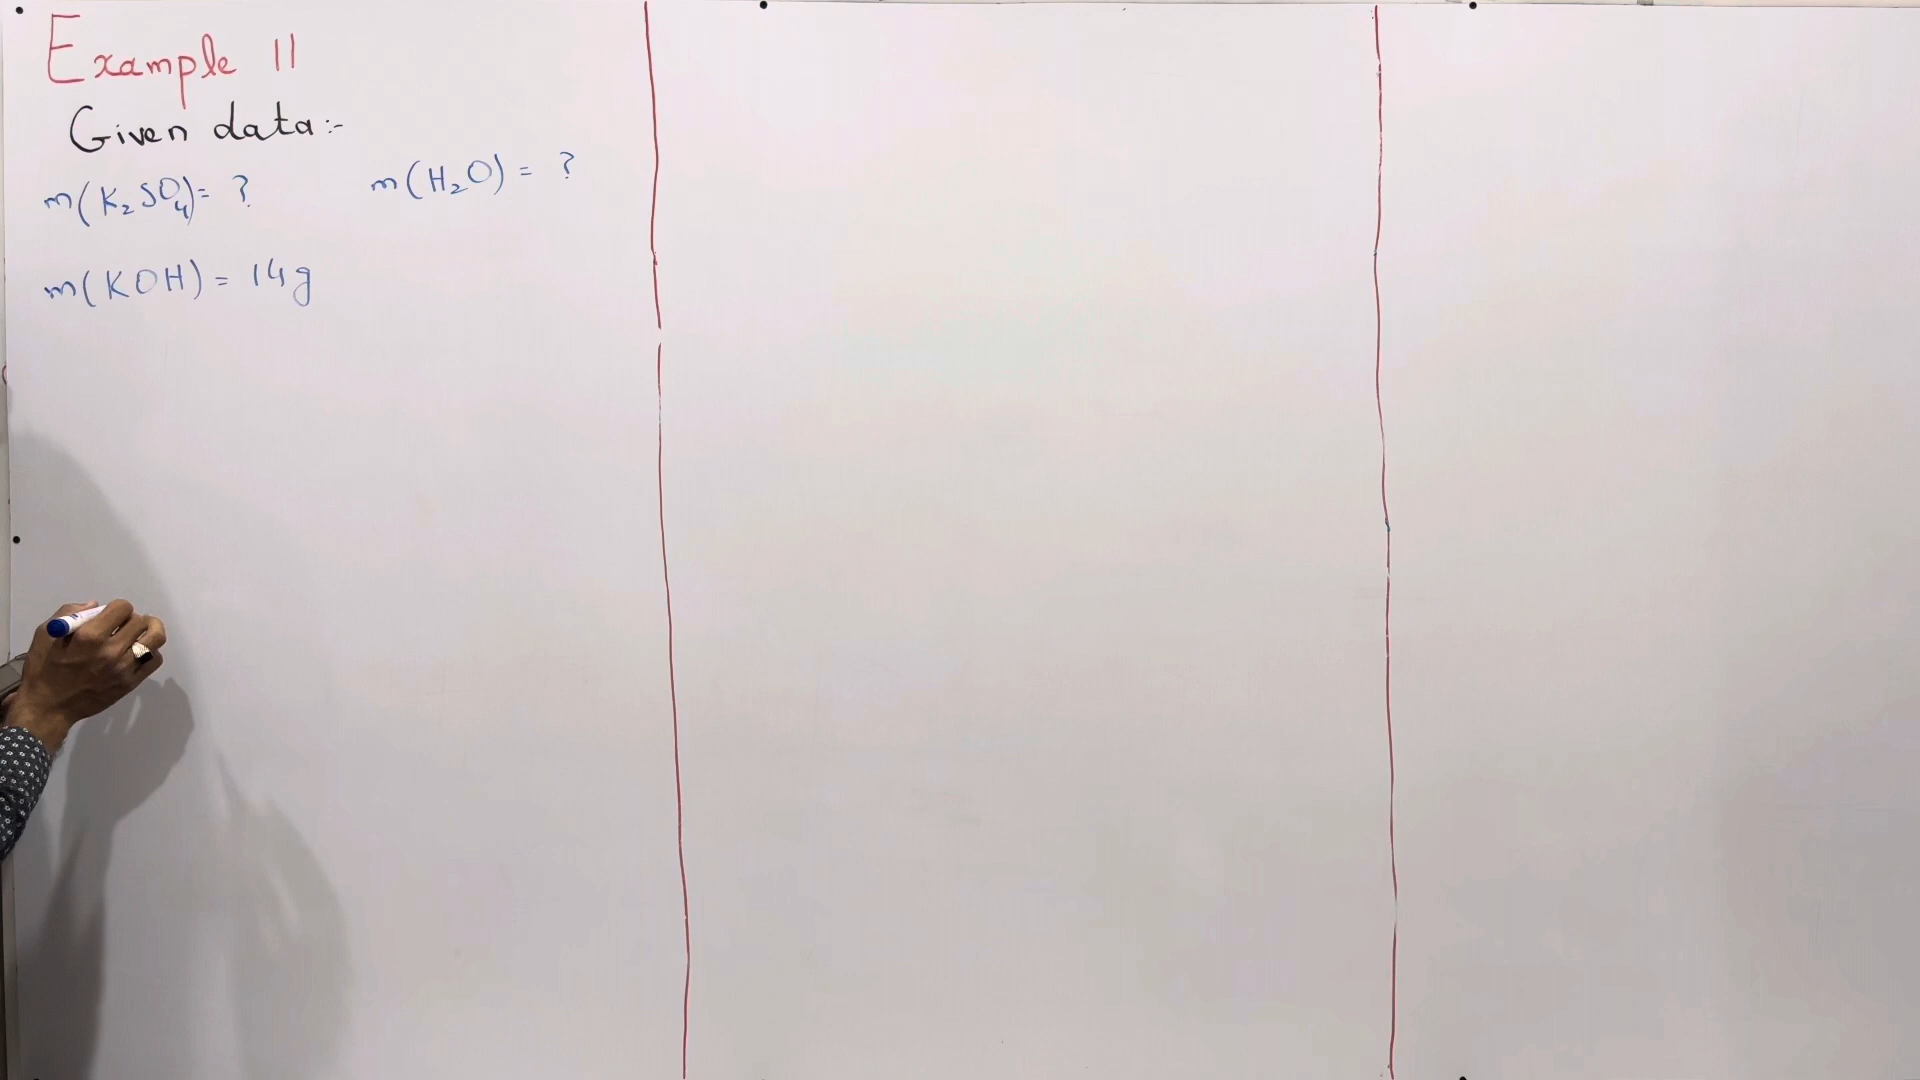 Example 11
Given data:-
m(K₂SO₄)= ? m(H₂O) = ?
m(KOH) = 14g